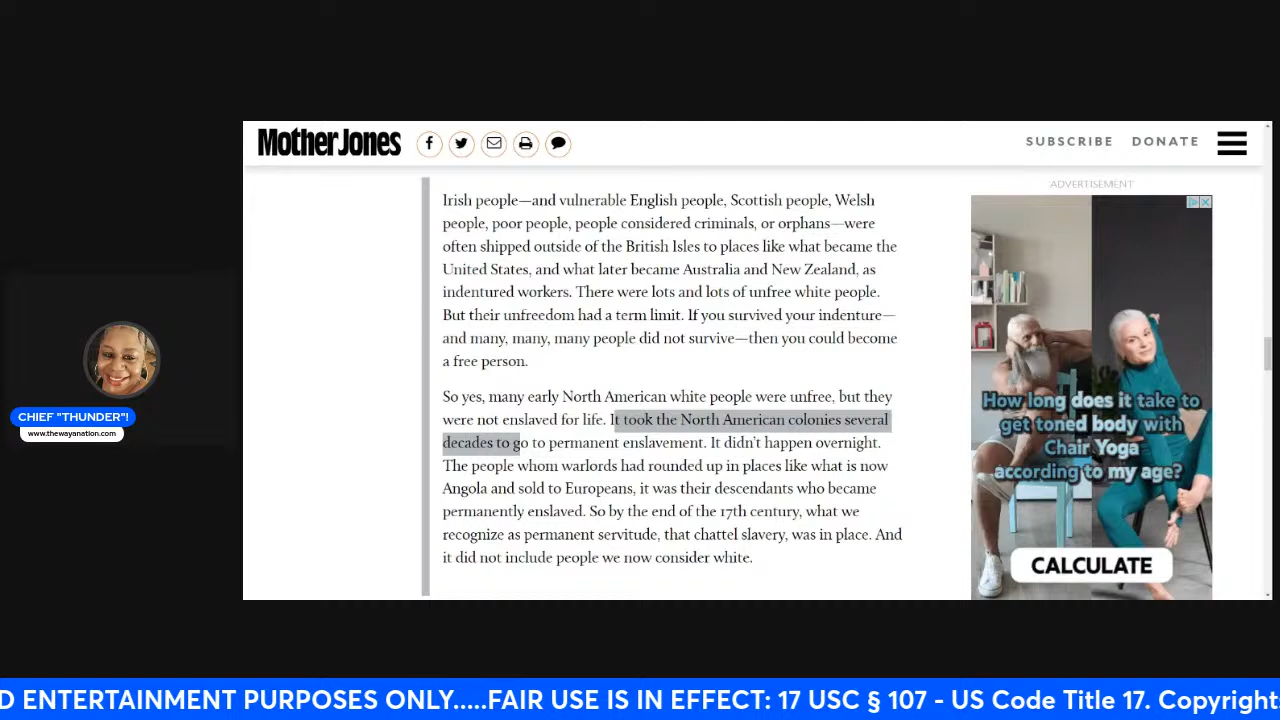 Mother Jones
SUBSCRIBE DONATE
ADVERTISEMENT
Irish people—and vulnerable English people, Scottish people, Welsh
people, poor people, people considered criminals, or orphans—were
often shipped outside of the British Isles to places like what became the
United States, and what later became Australia and New Zealand, as
indentured workers. There were lots and lots of unfree white people.
But their unfreedom had a term limit. If you survived your indenture—
and many, many, many people did not survive—then you could become
a free person.
So yes, many early North American white people were unfree, but they
were not enslaved for life. It took the North American colonies several
decades to go to permanent enslavement. It didn't happen overnight.
The people whom warlords had rounded up in places like what is now
Angola and sold to Europeans, it was their descendants who became
permanently enslaved. So by the end of the 17th century, what we
recognize as permanent servitude, that chattel slavery, was in place. And
it did not include people we now consider white.
How long does it take to
get toned body with
Chair Yoga
according to my age?
CALCULATE
CHIEF "THUNDER"!
www.thewayanation.com
D ENTERTAINMENT PURPOSES ONLY.....FAIR USE IS IN EFFECT: 17 USC § 107 - US Code Title 17. Copyright